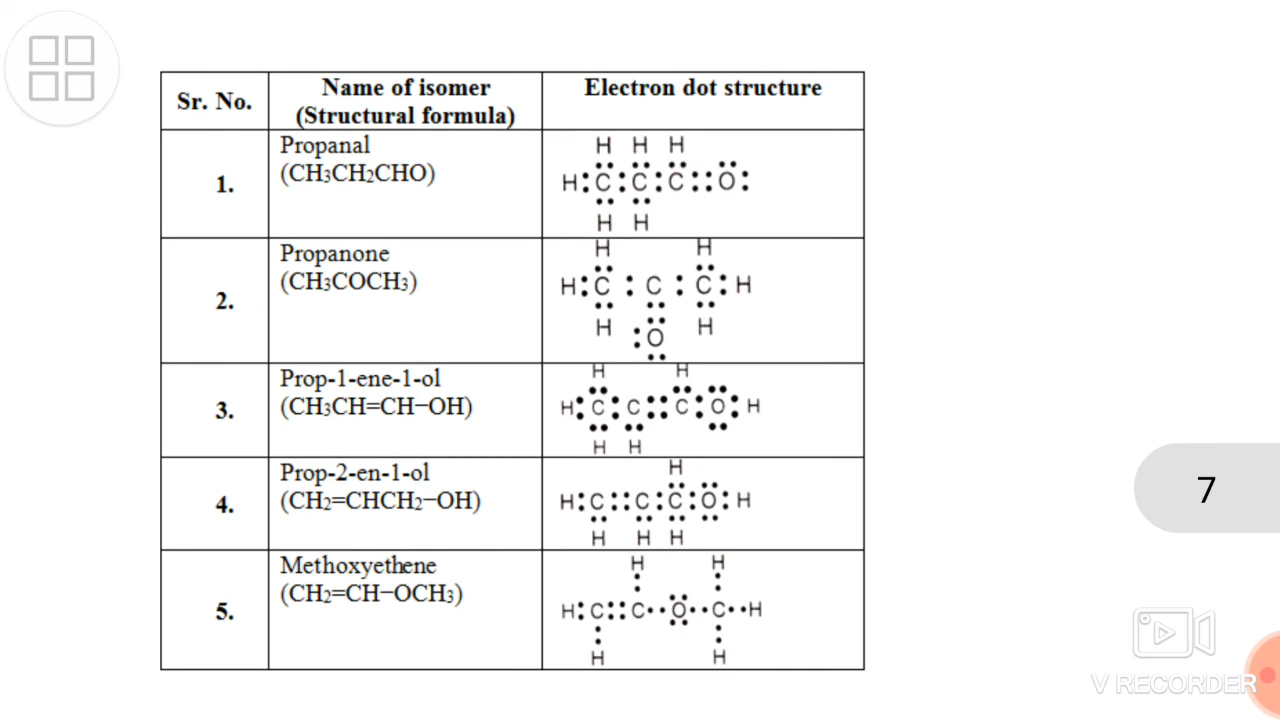 Sr. No.
Name of isomer
(Structural formula)
Electron dot structure
1.
Propanal
(CH₃CH₂CHO)
H H H
H:C:C:C::O:
H H
2.
Propanone
(CH₃COCH₃)
H H
H:C:C:C:H
H H
:O
3.
Prop-1-ene-1-ol
(CH₃CH=CH−OH)
H H
H:C:C::C:O:H
H H
4.
Prop-2-en-1-ol
(CH₂=CHCH₂−OH)
H
H:C::C:C:O:H
H H H
5.
Methoxyethene
(CH₂=CH−OCH₃)
H H
H:C::C··O··C··H
H H
7
V RECORDER